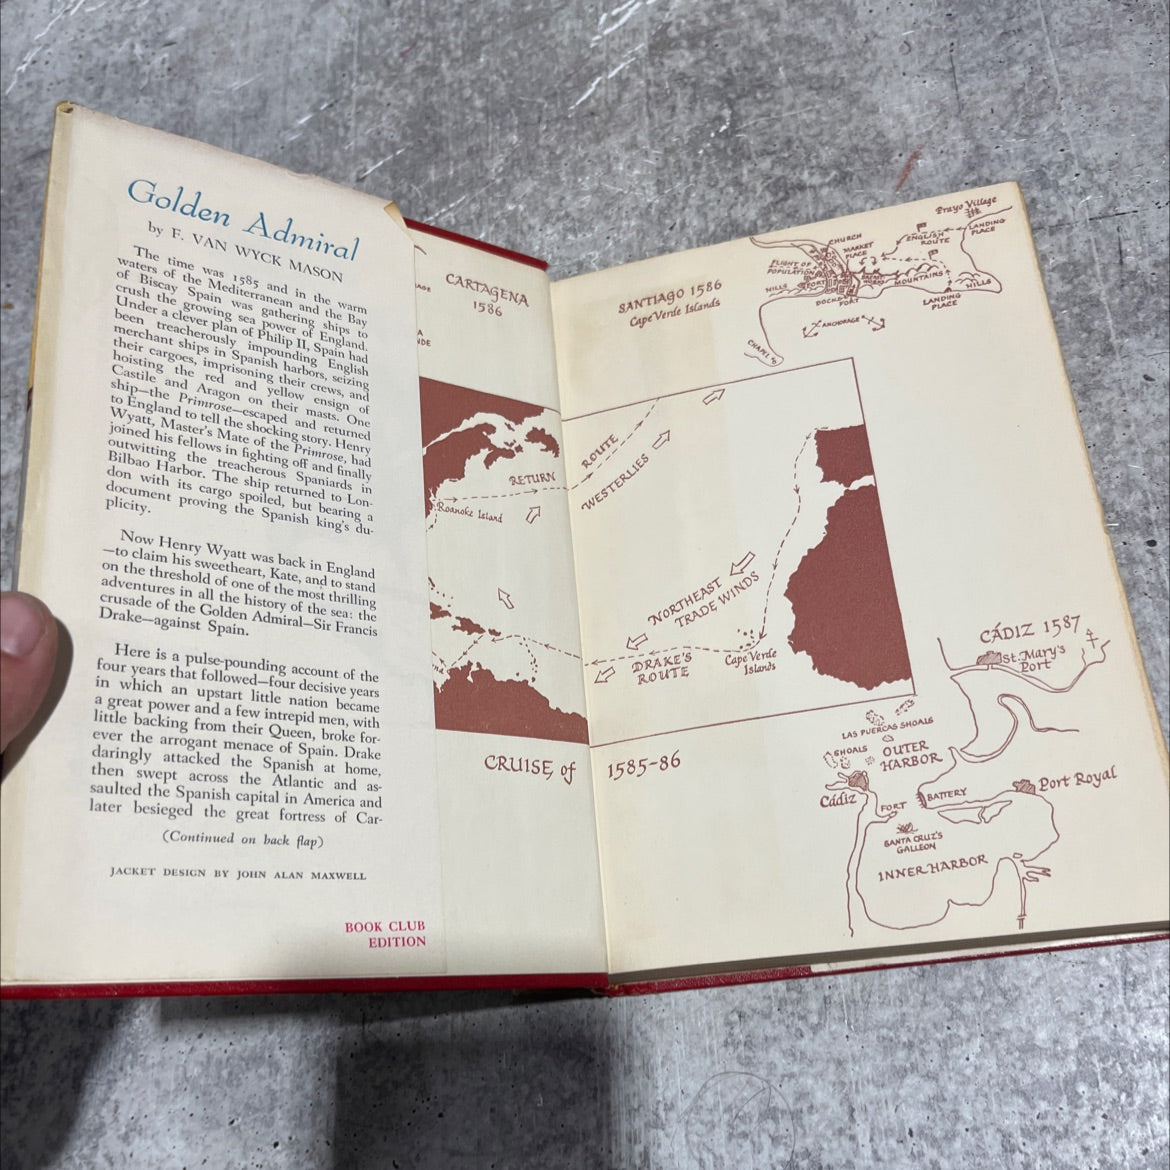 Golden Admiral
by F. VAN WYCK MASON
The time was 1585 and in the warm
waters of the Mediterranean and the Bay
of Biscay Spain was gathering ships to
crush the growing sea power of England.
Under a clever plan of Philip II, Spain had
been treacherously impounding English
merchant ships in Spanish harbors, seizing
their cargoes, imprisoning their crews, and
hoisting the red and yellow ensign of
Castile and Aragon on their masts. One
ship—the Primrose—escaped and returned
to England to tell the shocking story. Henry
Wyatt, Master's Mate of the Primrose, had
joined his fellows in fighting off and finally
outwitting the treacherous Spaniards in
Bilbao Harbor. The ship returned to Lon-
don with its cargo spoiled, but bearing a
document proving the Spanish king's du-
plicity.
Now Henry Wyatt was back in England
—to claim his sweetheart, Kate, and to stand
on the threshold of one of the most thrilling
adventures in all the history of the sea: the
crusade of the Golden Admiral—Sir Francis
Drake—against Spain.
Here is a pulse-pounding account of the
four years that followed—four decisive years
in which an upstart little nation became
a great power and a few intrepid men, with
little backing from their Queen, broke for-
ever the arrogant menace of Spain. Drake
daringly attacked the Spanish at home,
then swept across the Atlantic and as-
saulted the Spanish capital in America and
later besieged the great fortress of Car-
(Continued on back flap)
JACKET DESIGN BY JOHN ALAN MAXWELL
BOOK CLUB
EDITION
CARTAGENA
1586
RETURN
Roanoke Island
CRUISE, of
SANTIAGO 1586
Cape Verde Islands
Prayo Village
LANDING
PLACE
ENGLISH
ROUTE
CHURCH
MARKET
PLACE
FLIGHT OF
POPULATION
FORT
MOUNTAINS
HILLS
HILLS
LANDING
PLACE
FORT
ANCHORAGE
CHAPEL
ROUTE
WESTERLIES
NORTHEAST
TRADE WINDS
DRAKE'S
ROUTE
Cape Verde
Islands
1585-86
CÁDIZ 1587
St. Mary's
Port
LAS PUERCAS SHOALS
SHOALS
OUTER
HARBOR
Cádiz
FORT
BATTERY
Port Royal
SANTA CRUZ'S
GALLEON
INNER HARBOR